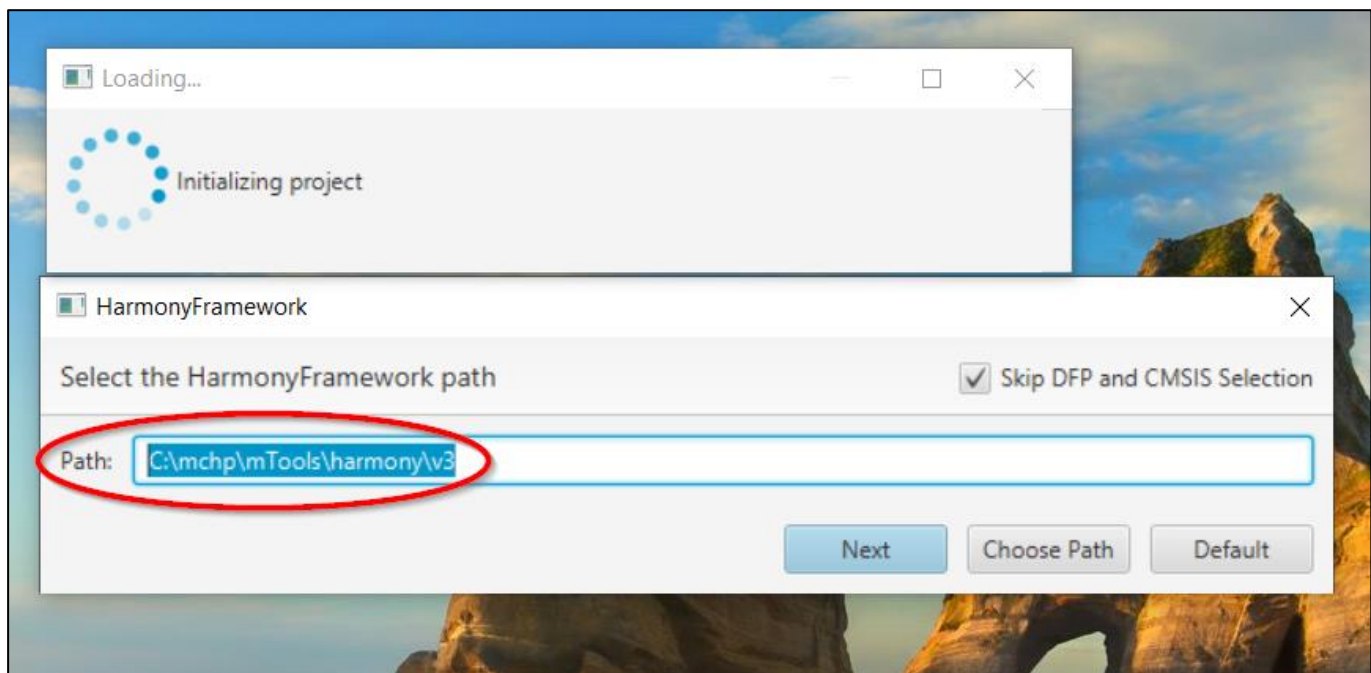 Loading...
Initializing project
HarmonyFramework
Select the HarmonyFramework path
Skip DFP and CMSIS Selection
Path: C:\mchp\mTools\harmony\v3
Next Choose Path Default